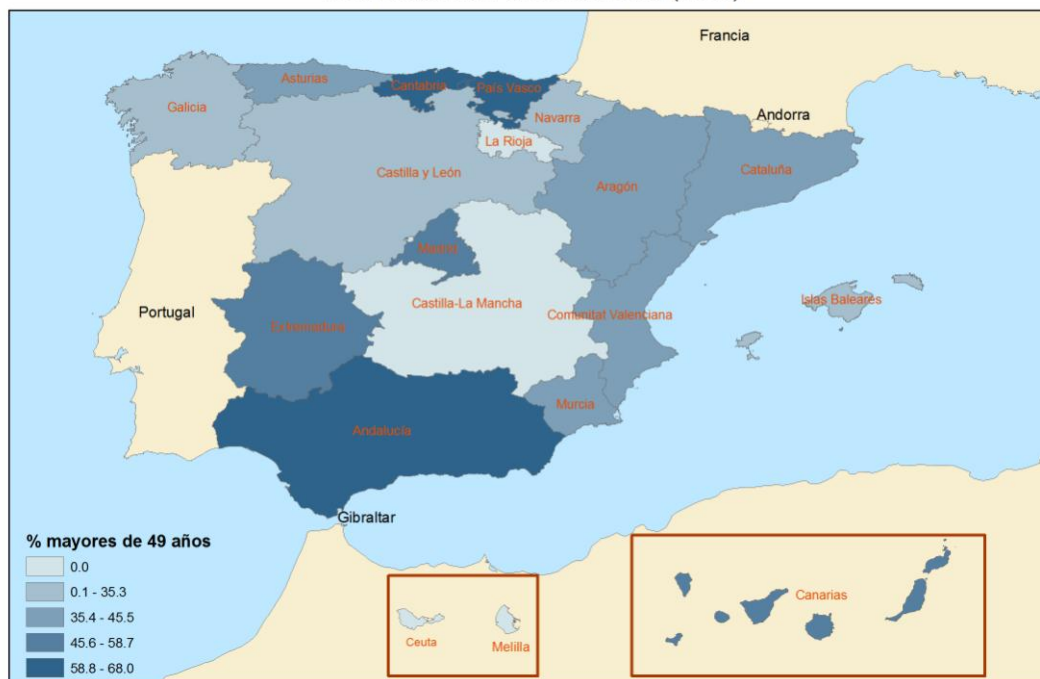 Francia
Andorra
Asturias
Cantabria
País Vasco
Galicia
Navarra
La Rioja
Castilla y León
Aragón
Cataluña
Madrid
Portugal
Castilla-La Mancha
Comunitat Valenciana
Islas Baleares
Extremadura
Murcia
Andalucía
Gibraltar
% mayores de 49 años
0.0
0.1 - 35.3
35.4 - 45.5
45.6 - 58.7
58.8 - 68.0
Ceuta
Melilla
Canarias